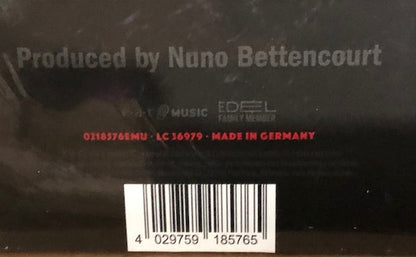 Produced by Nuno Bettencourt
e·a·r MUSIC EDEL
FAMILY MEMBER
0218576EMU · LC 36979 · MADE IN GERMANY
4 029759 185765